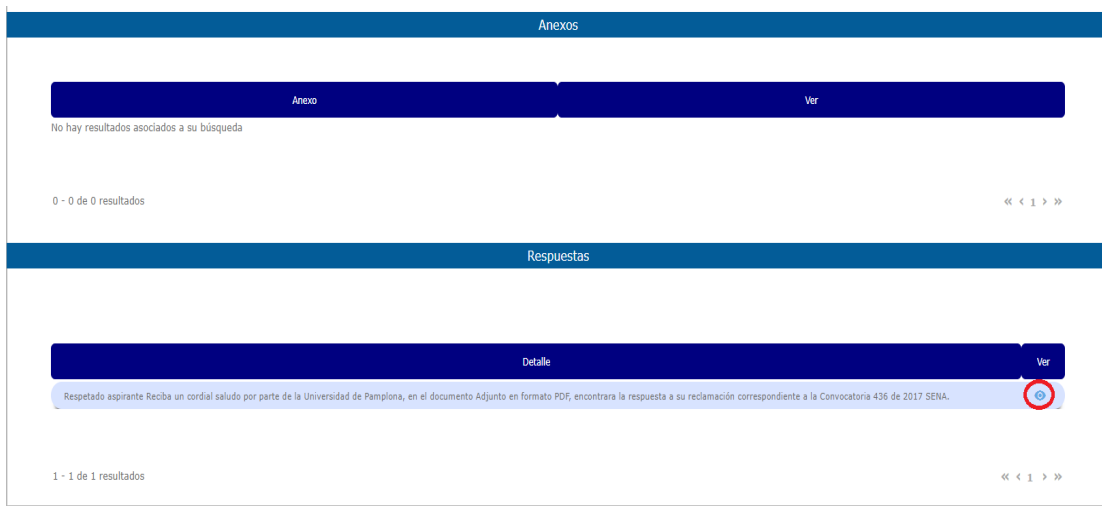 Anexos
Anexo Ver
No hay resultados asociados a su búsqueda
0 - 0 de 0 resultados « ‹ 1 › »
Respuestas
Detalle Ver
Respetado aspirante Reciba un cordial saludo por parte de la Universidad de Pamplona, en el documento Adjunto en formato PDF, encontrara la respuesta a su reclamación correspondiente a la Convocatoria 436 de 2017 SENA.
1 - 1 de 1 resultados « ‹ 1 › »